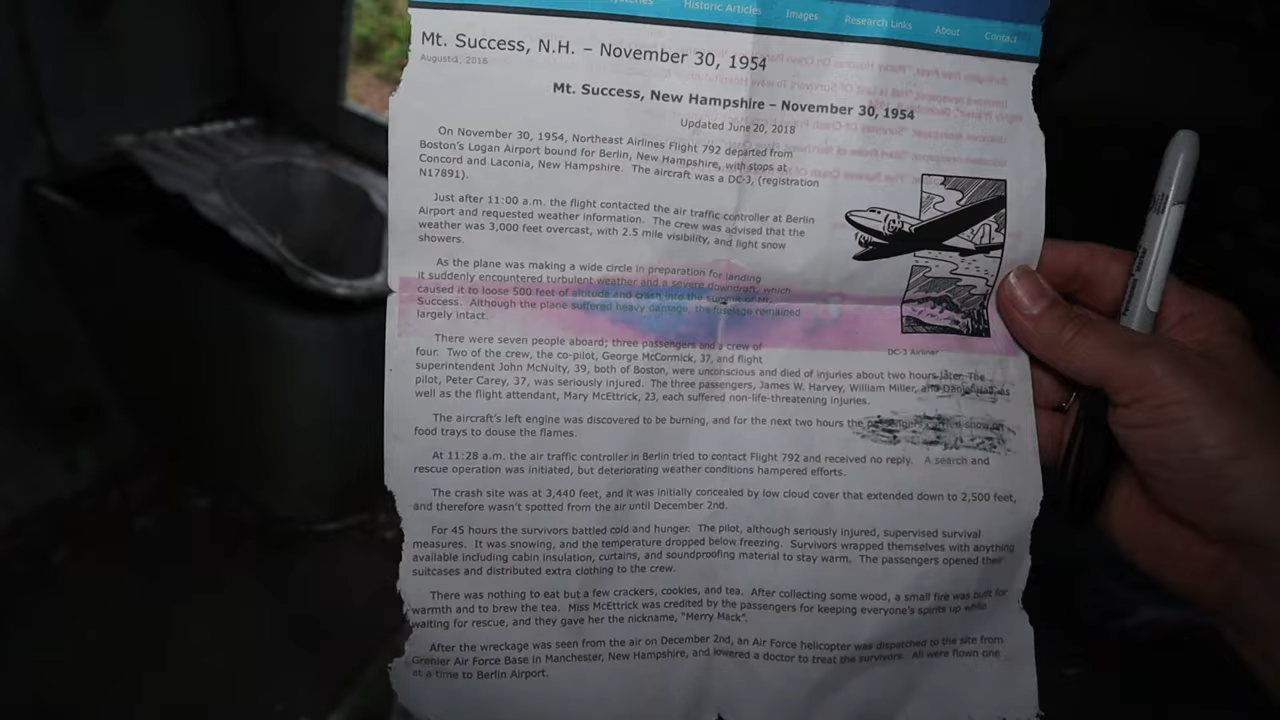 Historic Articles Images Research Links About Contact
Mt. Success, N.H. – November 30, 1954
August 1, 2016
Mt. Success, New Hampshire – November 30, 1954
Updated June 20, 2018
On November 30, 1954, Northeast Airlines Flight 792 departed from
Boston's Logan Airport bound for Berlin, New Hampshire, with stops at
Concord and Laconia, New Hampshire. The aircraft was a DC-3, (registration
N17891).
Just after 11:00 a.m. the flight contacted the air traffic controller at Berlin
Airport and requested weather information. The crew was advised that the
weather was 3,000 feet overcast, with 2.5 mile visibility, and light snow
showers.
As the plane was making a wide circle in preparation for landing
it suddenly encountered turbulent weather and a severe downdraft, which
caused it to loose 500 feet of altitude and crash into the summit of Mt.
Success. Although the plane suffered heavy damage, the fuselage remained
largely intact.
DC-3 Airliner
There were seven people aboard; three passengers and a crew of
four. Two of the crew, the co-pilot, George McCormick, 37, and flight
superintendent John McNulty, 39, both of Boston, were unconscious and died of injuries about two hours later. The
pilot, Peter Carey, 37, was seriously injured. The three passengers, James W. Harvey, William Miller, and Daniel Hall, as
well as the flight attendant, Mary McEttrick, 23, each suffered non-life-threatening injuries.
The aircraft's left engine was discovered to be burning, and for the next two hours the passengers carried snow on
food trays to douse the flames.
At 11:28 a.m. the air traffic controller in Berlin tried to contact Flight 792 and received no reply. A search and
rescue operation was initiated, but deteriorating weather conditions hampered efforts.
The crash site was at 3,440 feet, and it was initially concealed by low cloud cover that extended down to 2,500 feet,
and therefore wasn't spotted from the air until December 2nd.
For 45 hours the survivors battled cold and hunger. The pilot, although seriously injured, supervised survival
measures. It was snowing, and the temperature dropped below freezing. Survivors wrapped themselves with anything
available including cabin insulation, curtains, and soundproofing material to stay warm. The passengers opened their
suitcases and distributed extra clothing to the crew.
There was nothing to eat but a few crackers, cookies, and tea. After collecting some wood, a small fire was built for
warmth and to brew the tea. Miss McEttrick was credited by the passengers for keeping everyone's spirits up while
waiting for rescue, and they gave her the nickname, "Merry Mack".
After the wreckage was seen from the air on December 2nd, an Air Force helicopter was dispatched to the site from
Grenier Air Force Base in Manchester, New Hampshire, and lowered a doctor to treat the survivors. All were flown one
at a time to Berlin Airport.